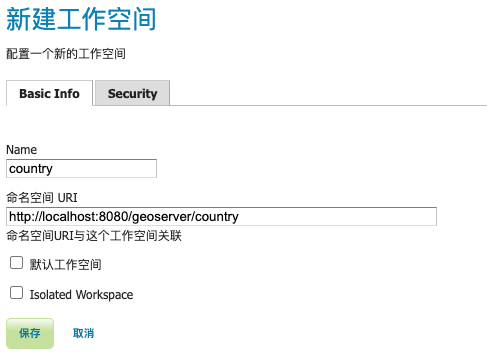 新建工作空间
配置一个新的工作空间
Basic Info Security
Name
country
命名空间 URI
http://localhost:8080/geoserver/country
命名空间URI与这个工作空间关联
默认工作空间
Isolated Workspace
保存 取消